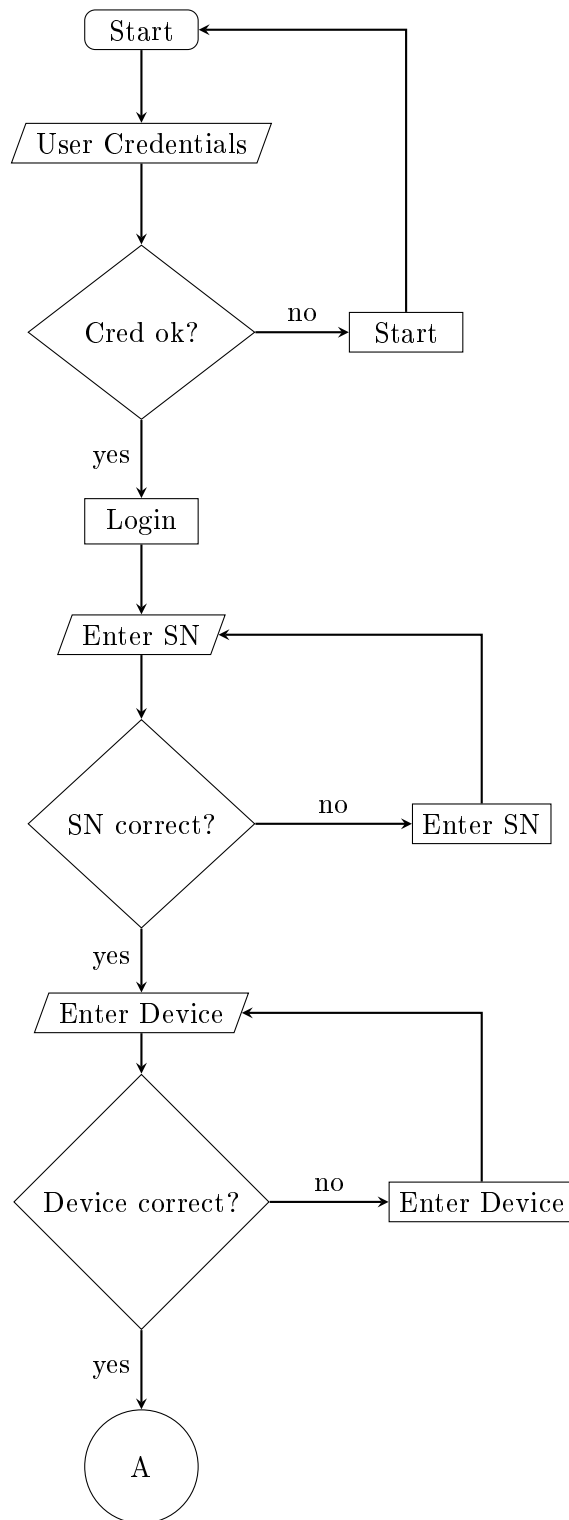 Start
User Credentials
Cred ok?
no
Start
yes
Login
Enter SN
SN correct?
no
Enter SN
yes
Enter Device
Device correct?
no
Enter Device
yes
A